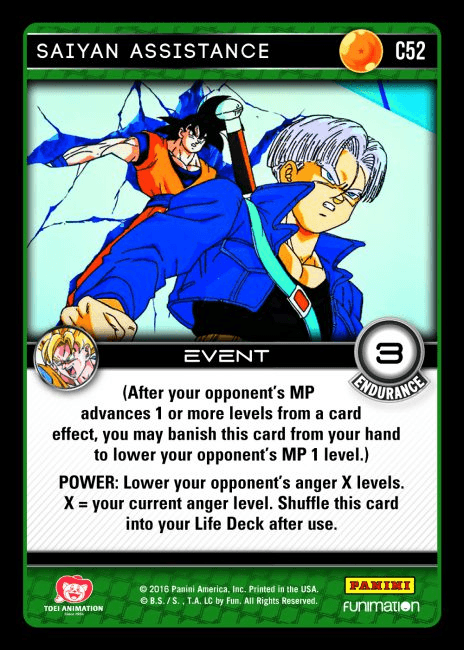 SAIYAN ASSISTANCE
C52
EVENT
3
ENDURANCE
(After your opponent's MP
advances 1 or more levels from a card
effect, you may banish this card from your hand
to lower your opponent's MP 1 level.)
POWER: Lower your opponent's anger X levels.
X = your current anger level. Shuffle this card
into your Life Deck after use.
TOEI ANIMATION
Since 1956
© 2016 Panini America, Inc. Printed in the USA.
© B.S. / S. , T.A. LC by Fun. All Rights Reserved.
PANINI
FUNIMATION